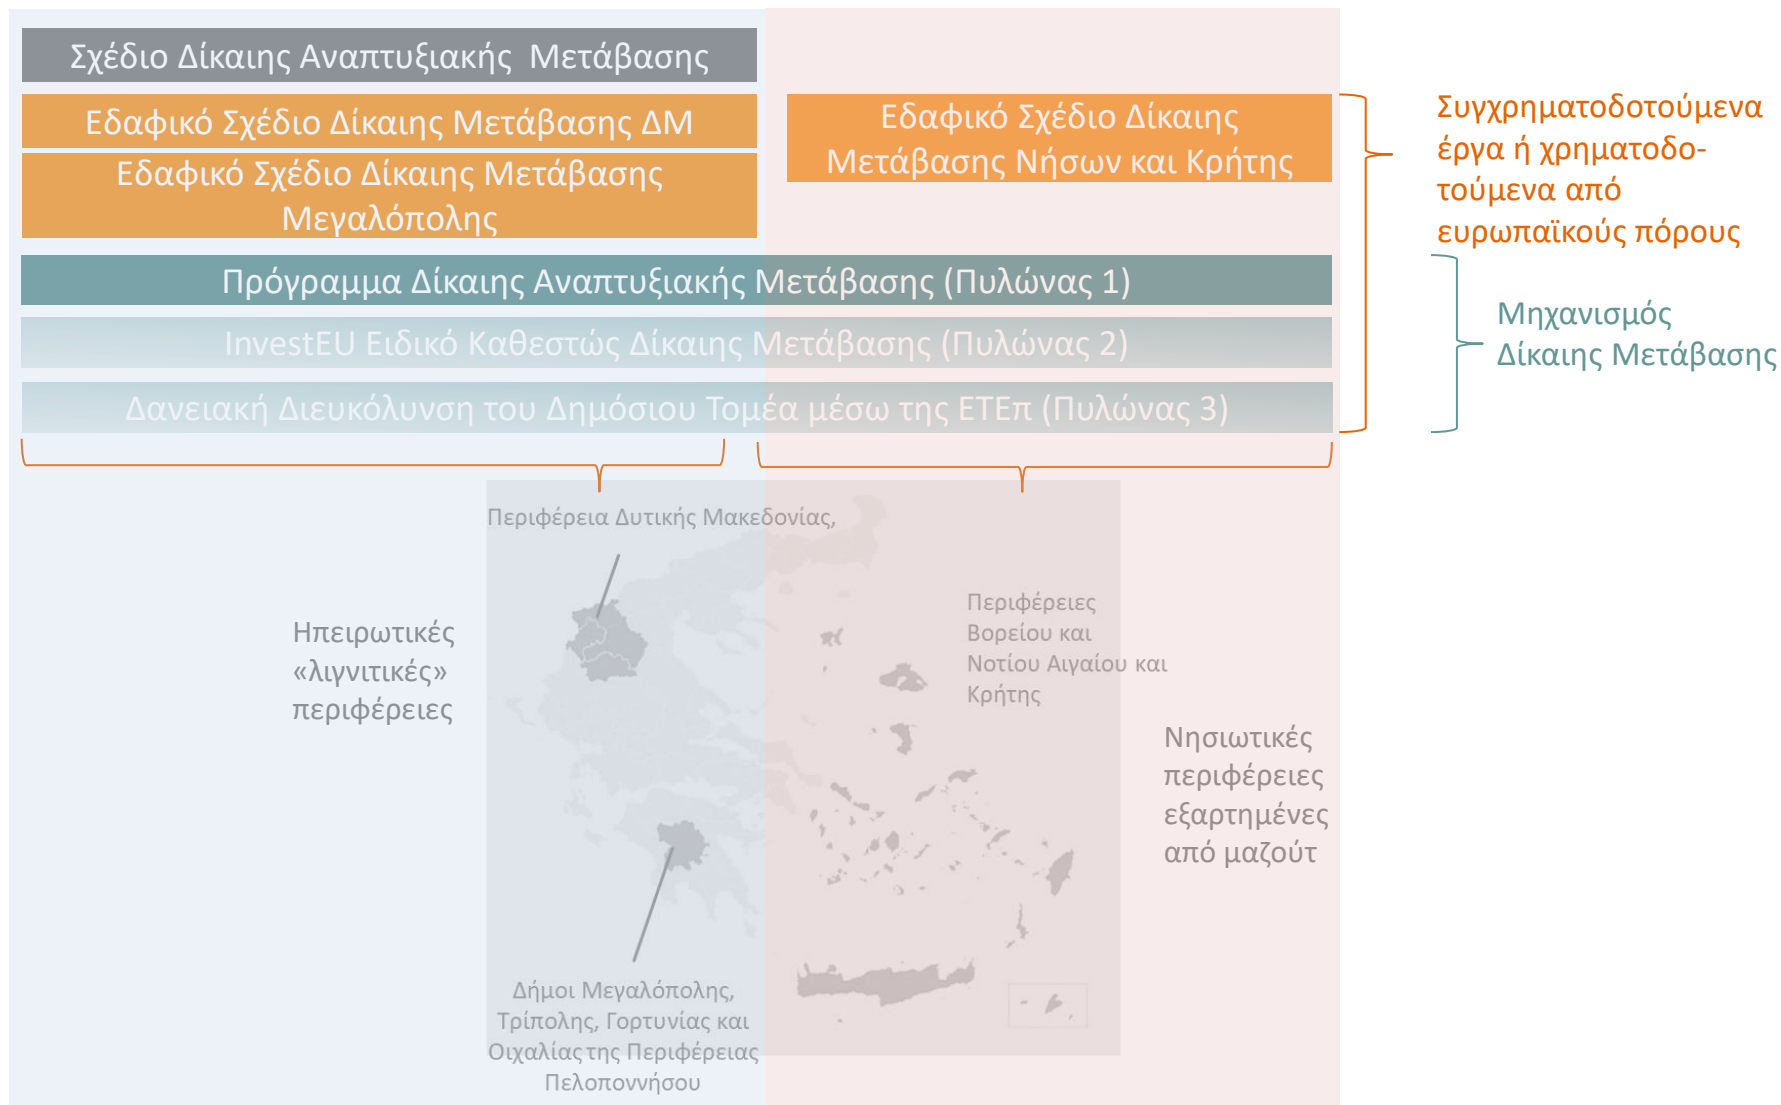 Σχέδιο Δίκαιης Αναπτυξιακής Μετάβασης
Εδαφικό Σχέδιο Δίκαιης Μετάβασης ΔΜ
Εδαφικό Σχέδιο Δίκαιης Μετάβασης
Μεγαλόπολης
Εδαφικό Σχέδιο Δίκαιης
Μετάβασης Νήσων και Κρήτης
Συγχρηματοδοτούμενα
έργα ή χρηματοδο-
τούμενα από
ευρωπαϊκούς πόρους
Πρόγραμμα Δίκαιης Αναπτυξιακής Μετάβασης (Πυλώνας 1)
InvestEU Ειδικό Καθεστώς Δίκαιης Μετάβασης (Πυλώνας 2)
Δανειακή Διευκόλυνση του Δημόσιου Τομέα μέσω της ΕΤΕπ (Πυλώνας 3)
Μηχανισμός
Δίκαιης Μετάβασης
Περιφέρεια Δυτικής Μακεδονίας,
Ηπειρωτικές
«λιγνιτικές»
περιφέρειες
Περιφέρειες
Βορείου και
Νοτίου Αιγαίου και
Κρήτης
Νησιωτικές
περιφέρειες
εξαρτημένες
από μαζούτ
Δήμοι Μεγαλόπολης,
Τρίπολης, Γορτυνίας και
Οιχαλίας της Περιφέρειας
Πελοποννήσου